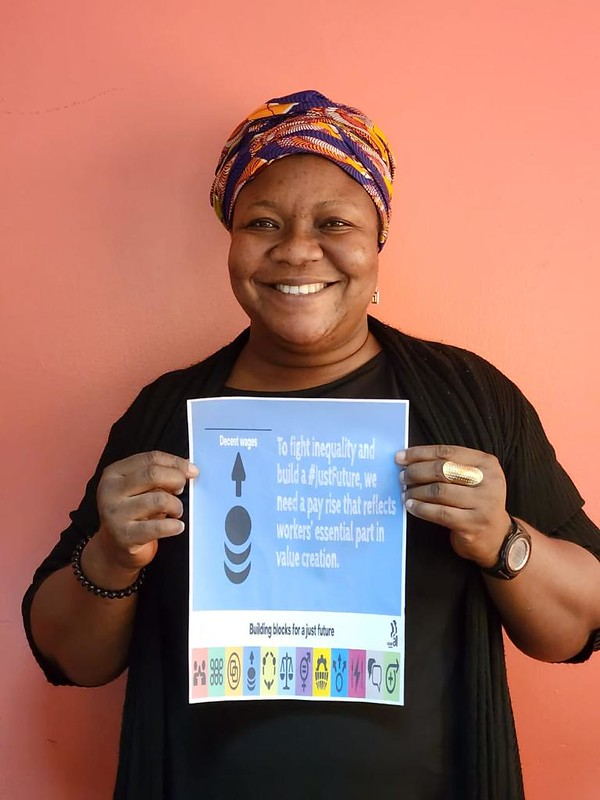 Decent wages
To fight inequality and
build a #justFuture, we
need a pay rise that reflects
workers' essential part in
value creation.
Building blocks for a just future